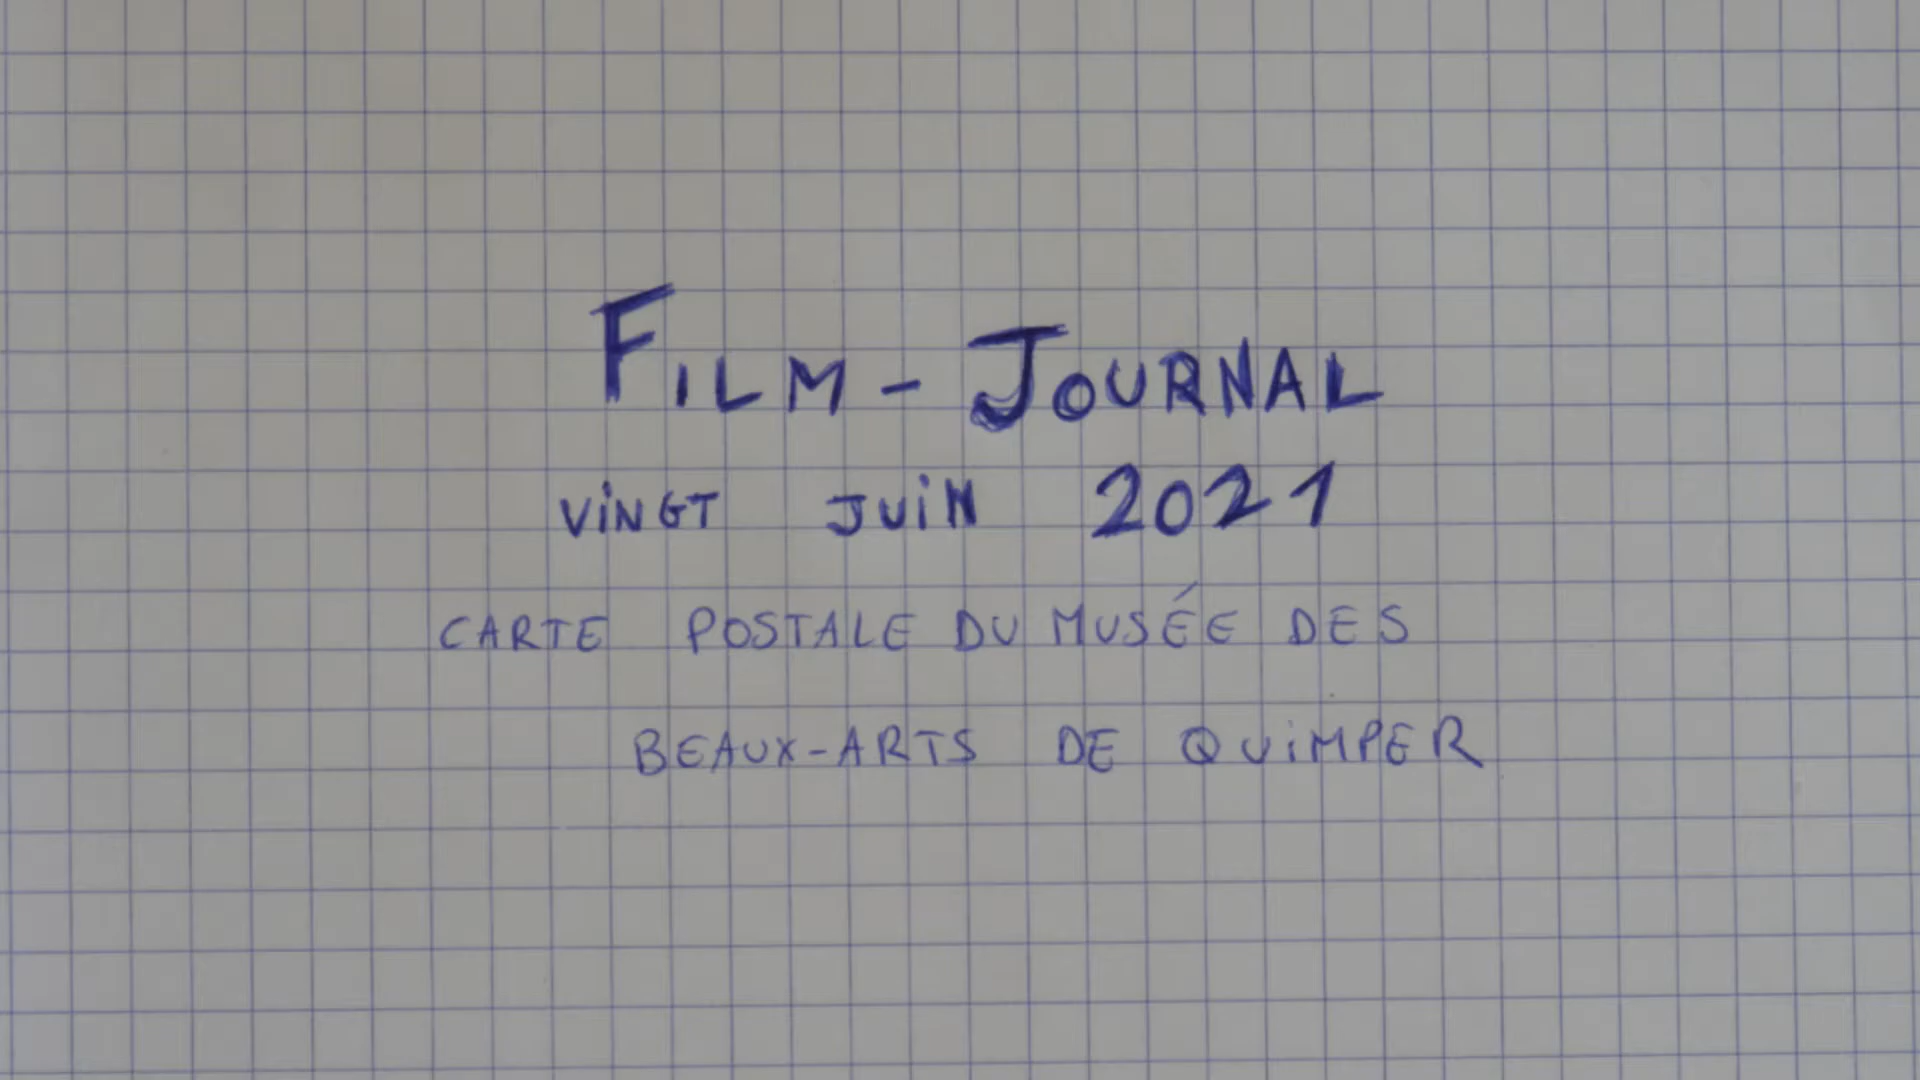 FILM - JOURNAL
ViNGT JUiN 2021
CARTE POSTALE DU MUSÉE DES
BEAUX-ARTS DE QUiMPER